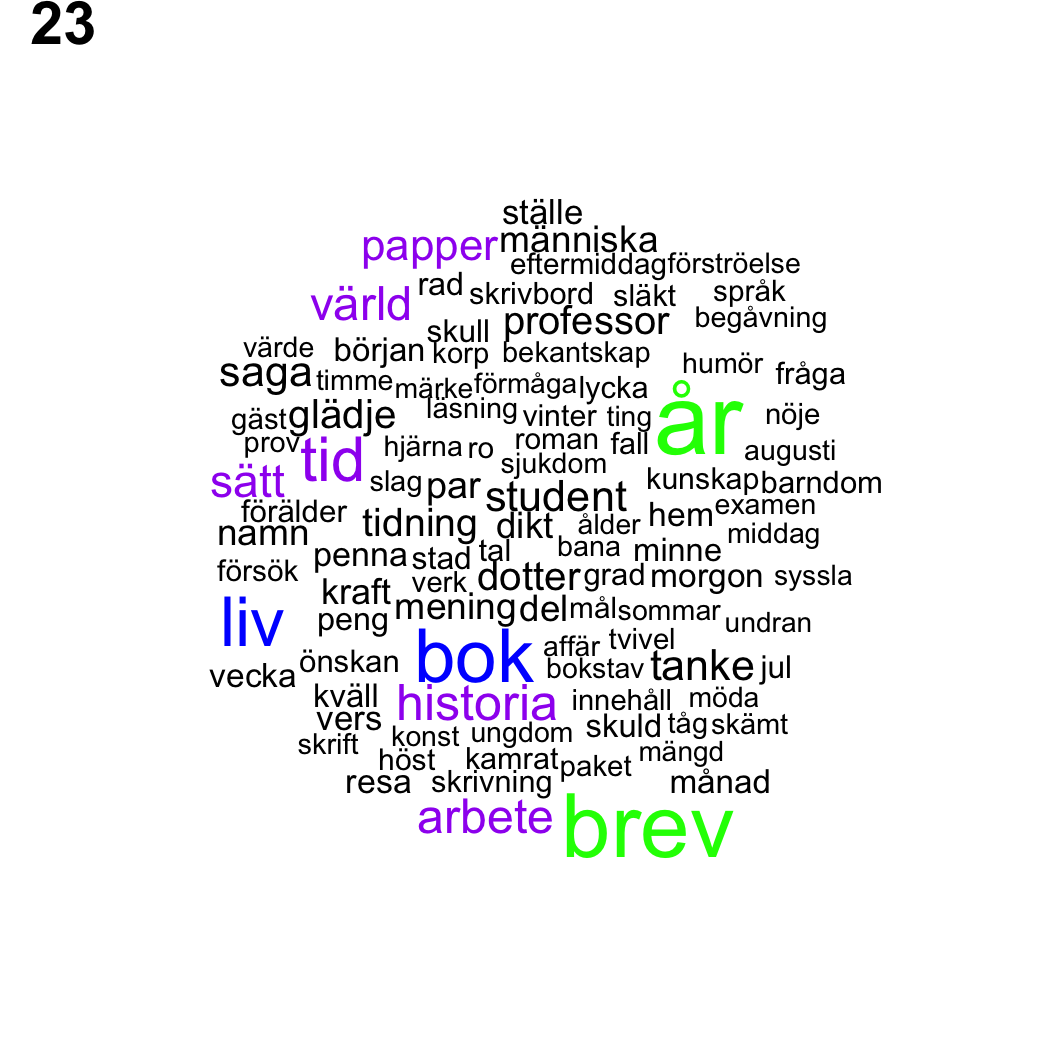 23
ställe
papper människa
eftermiddag förströelse
värld rad skrivbord släkt språk
skull professor begåvning
värde början korp bekantskap humör
saga timme märke förmåga lycka fråga
gäst glädje läsning vinter ting år nöje
prov tid hjärna ro roman fall augusti
sätt slag par sjukdom kunskap barndom
student
förälder tidning dikt ålder hem examen
namn middag
penna stad tal bana minne
försök verk dotter grad morgon syssla
kraft
liv peng mening del mål sommar undran
bok affär tvivel
vecka önskan bokstav tanke jul
kväll historia innehåll möda
vers skuld tåg skämt
skrift konst ungdom mängd
höst kamrat paket
resa skrivning månad
arbete brev